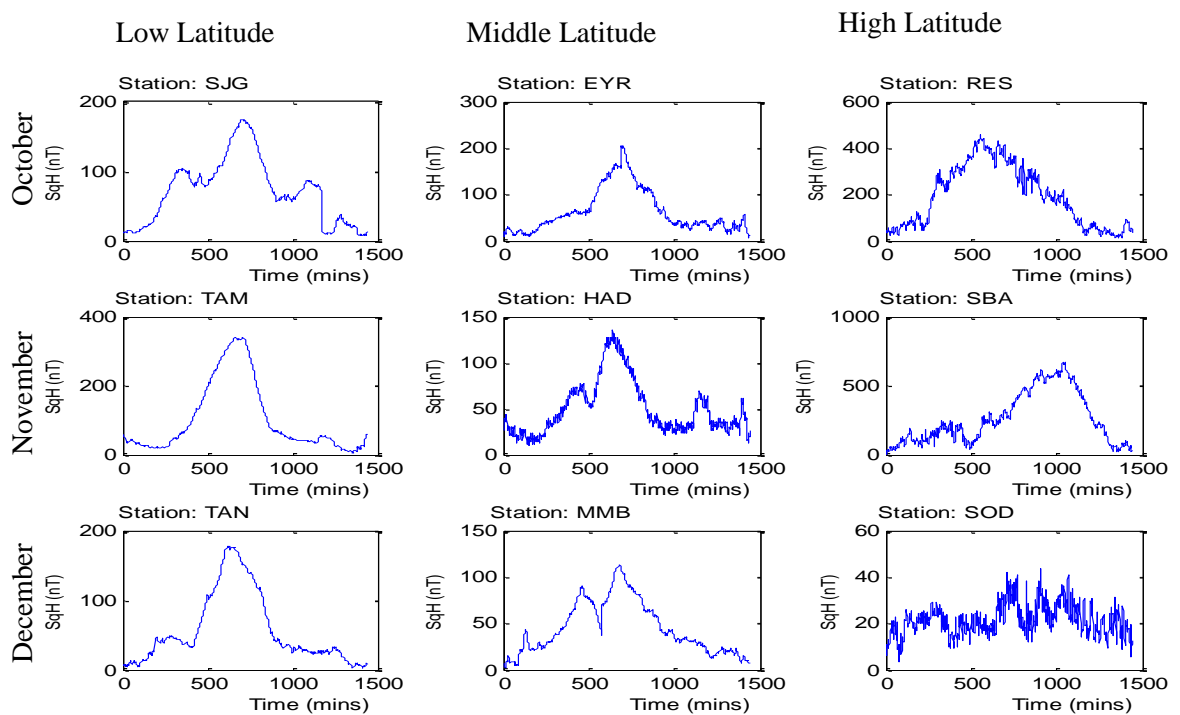 Low Latitude
Middle Latitude
High Latitude
October
Station: SJG
SqH (nT)
200
100
0
0 500 1000 1500
Time (mins)
Station: EYR
SqH (nT)
300
200
100
0
0 500 1000 1500
Time (mins)
Station: RES
SqH (nT)
600
400
200
0
0 500 1000 1500
Time (mins)
November
Station: TAM
SqH (nT)
400
200
0
0 500 1000 1500
Time (mins)
Station: HAD
SqH (nT)
150
100
50
0
0 500 1000 1500
Time (mins)
Station: SBA
SqH (nT)
1000
500
0
0 500 1000 1500
Time (mins)
December
Station: TAN
SqH (nT)
200
100
0
0 500 1000 1500
Time (mins)
Station: MMB
SqH (nT)
150
100
50
0
0 500 1000 1500
Time (mins)
Station: SOD
SqH (nT)
60
40
20
0
0 500 1000 1500
Time (mins)